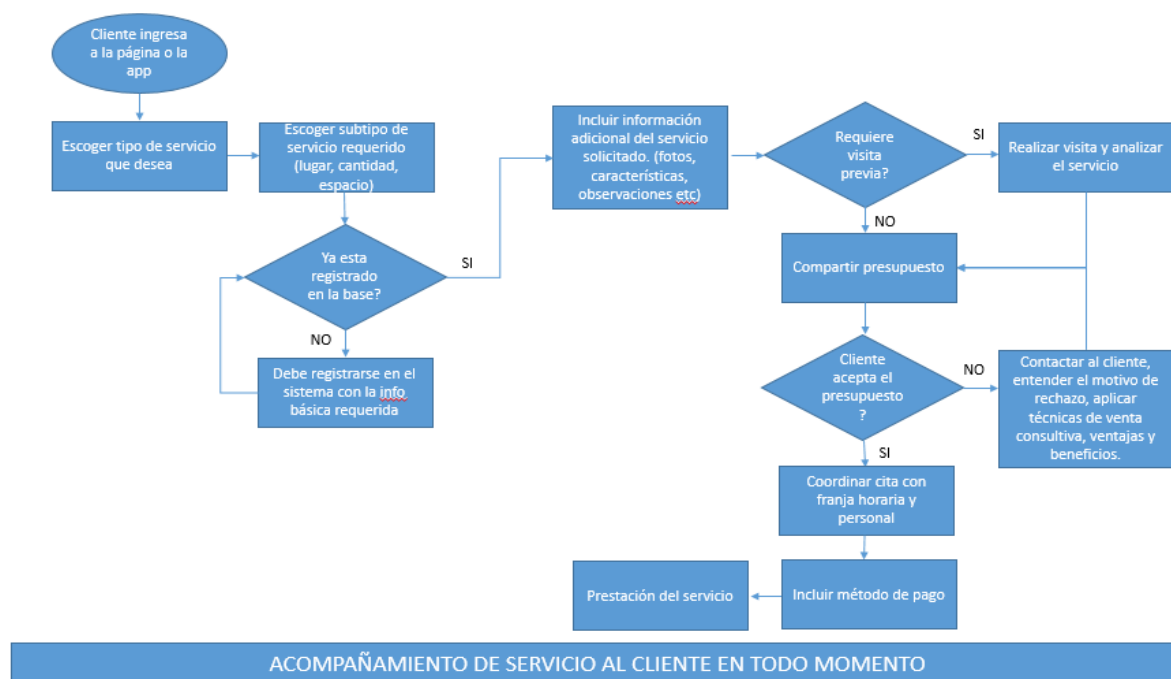 Cliente ingresa
a la página o la
app
Escoger tipo de servicio
que desea
Escoger subtipo de
servicio requerido
(lugar, cantidad,
espacio)
Ya esta
registrado
en la base?
SI
NO
Debe registrarse en el
sistema con la info
básica requerida
Incluir información
adicional del servicio
solicitado. (fotos,
características,
observaciones etc)
Requiere
visita
previa?
SI
Realizar visita y analizar
el servicio
NO
Compartir presupuesto
Cliente
acepta el
presupuesto
?
NO
Contactar al cliente,
entender el motivo de
rechazo, aplicar
técnicas de venta
consultiva, ventajas y
beneficios.
SI
Coordinar cita con
franja horaria y
personal
Incluir método de pago
Prestación del servicio
ACOMPAÑAMIENTO DE SERVICIO AL CLIENTE EN TODO MOMENTO